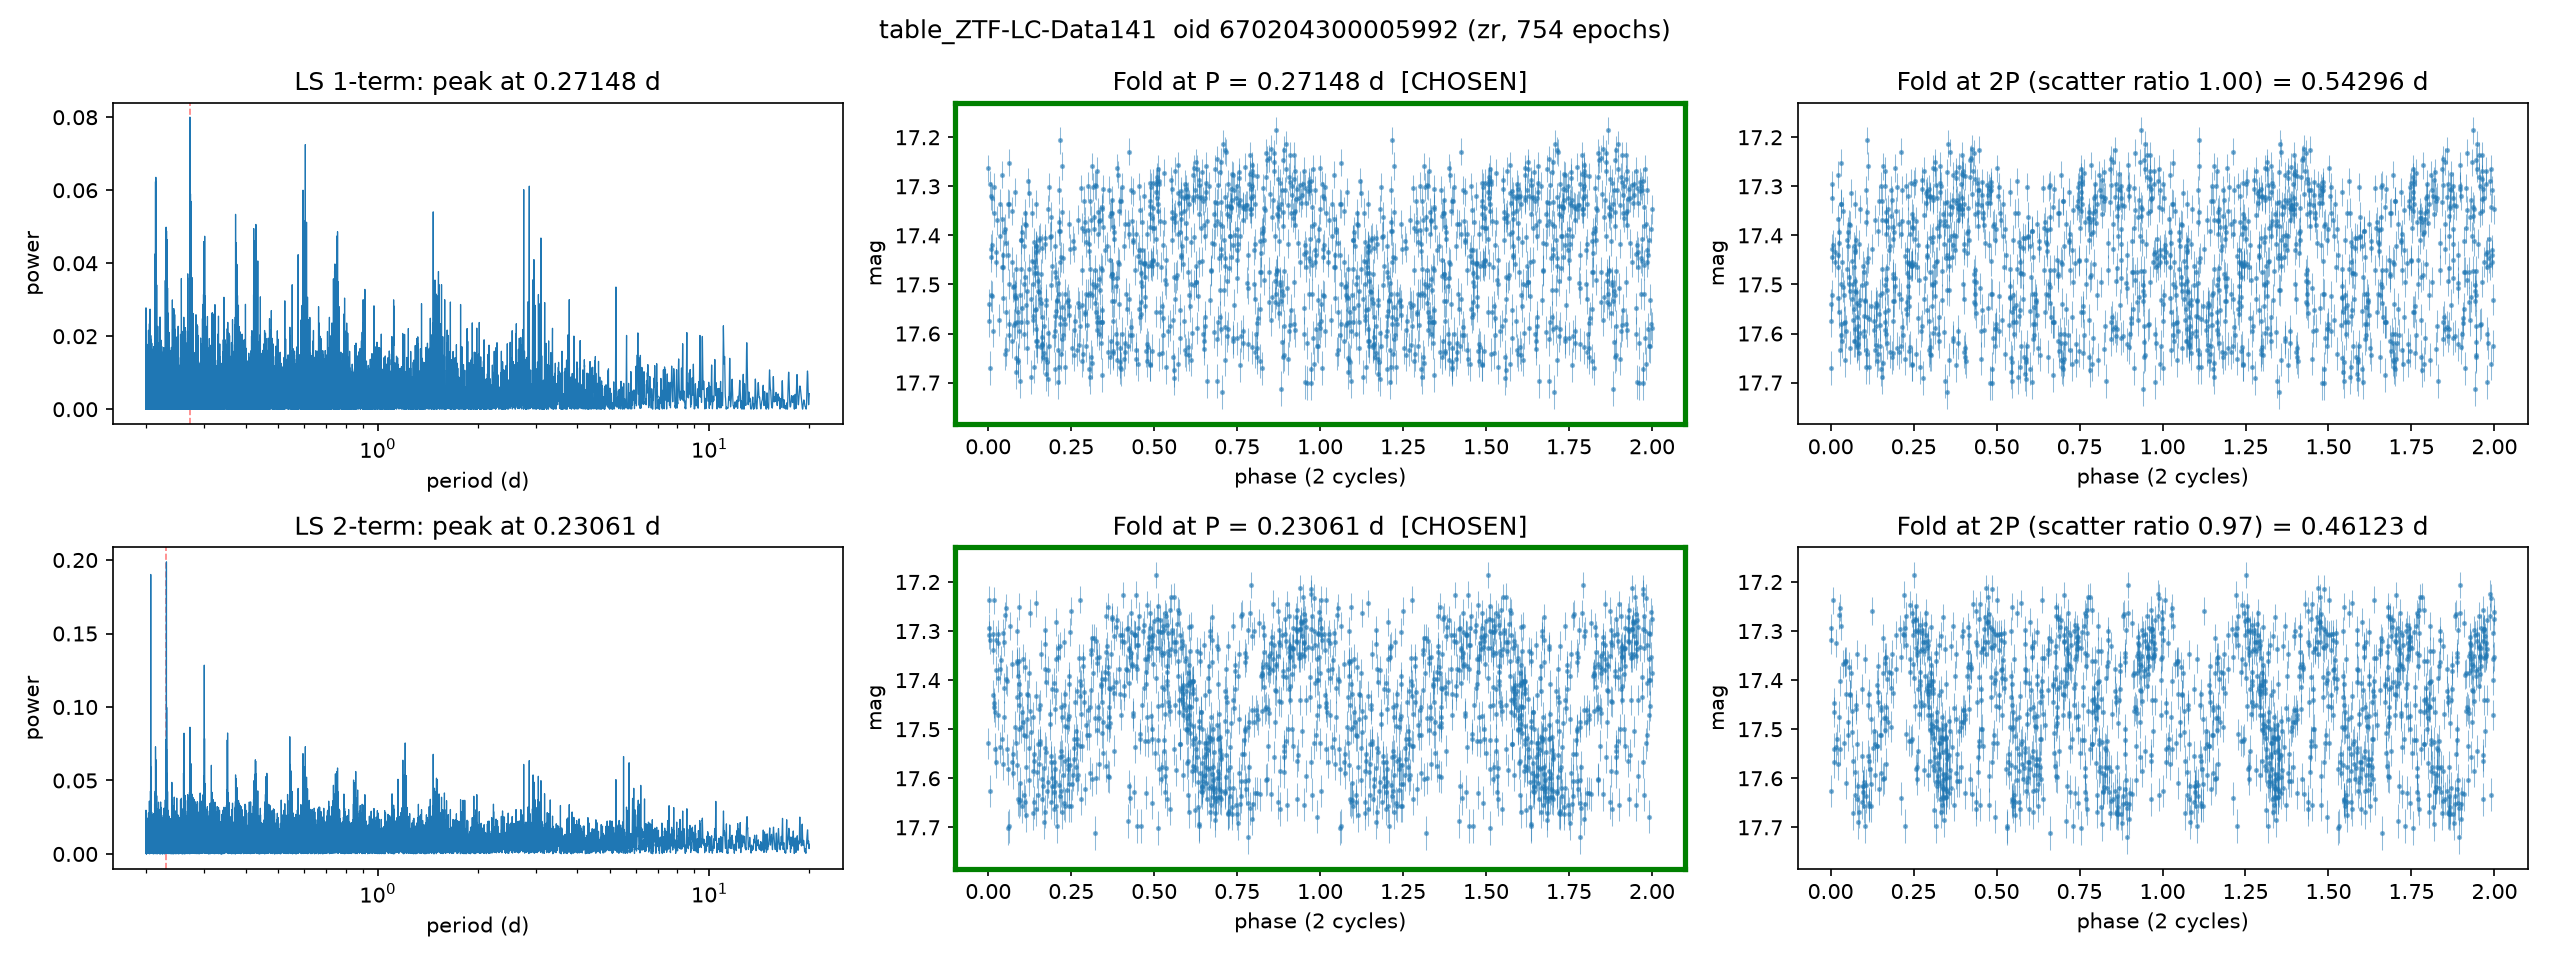 table_ZTF-LC-Data141  oid 670204300005992 (zr, 754 epochs)
LS 1-term: peak at 0.27148 d
0.08
0.06
0.04
0.02
0.00
power
10⁰
10¹
period (d)
Fold at P = 0.27148 d  [CHOSEN]
17.2
17.3
17.4
17.5
17.6
17.7
mag
0.00 0.25 0.50 0.75 1.00 1.25 1.50 1.75 2.00
phase (2 cycles)
Fold at 2P (scatter ratio 1.00) = 0.54296 d
17.2
17.3
17.4
17.5
17.6
17.7
mag
0.00 0.25 0.50 0.75 1.00 1.25 1.50 1.75 2.00
phase (2 cycles)
LS 2-term: peak at 0.23061 d
0.20
0.15
0.10
0.05
0.00
power
10⁰
10¹
period (d)
Fold at P = 0.23061 d  [CHOSEN]
17.2
17.3
17.4
17.5
17.6
17.7
mag
0.00 0.25 0.50 0.75 1.00 1.25 1.50 1.75 2.00
phase (2 cycles)
Fold at 2P (scatter ratio 0.97) = 0.46123 d
17.2
17.3
17.4
17.5
17.6
17.7
mag
0.00 0.25 0.50 0.75 1.00 1.25 1.50 1.75 2.00
phase (2 cycles)